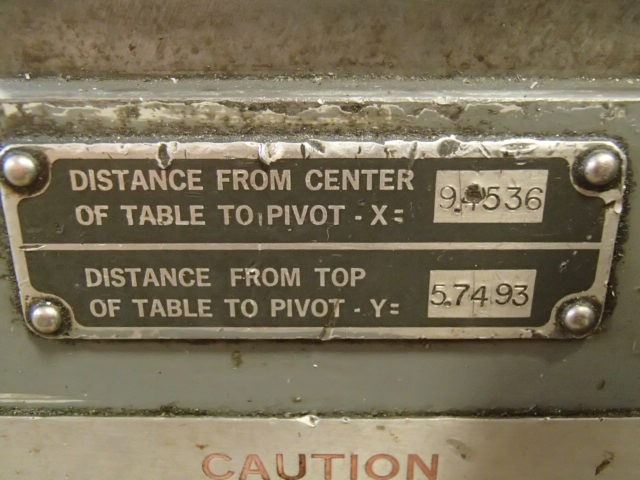 DISTANCE FROM CENTER
OF TABLE TO PIVOT - X= 9.4536
DISTANCE FROM TOP
OF TABLE TO PIVOT - Y= 5.7493
CAUTION